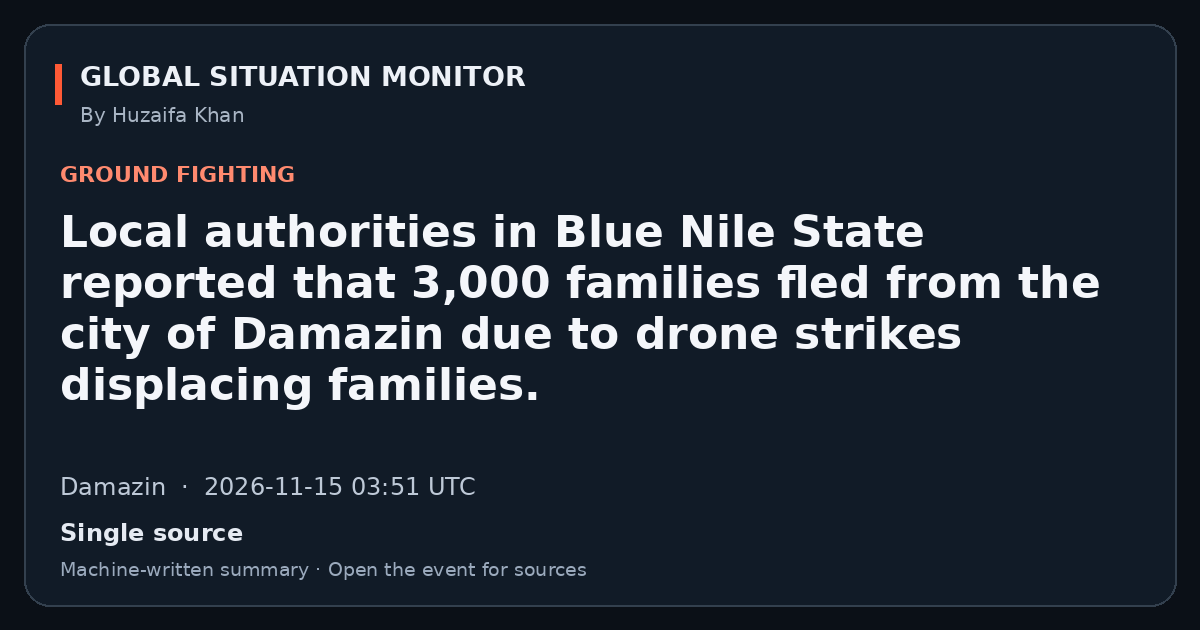 GLOBAL SITUATION MONITOR
By Huzaifa Khan
GROUND FIGHTING
Local authorities in Blue Nile State
reported that 3,000 families fled from the
city of Damazin due to drone strikes
displacing families.
Damazin · 2026-11-15 03:51 UTC
Single source
Machine-written summary · Open the event for sources